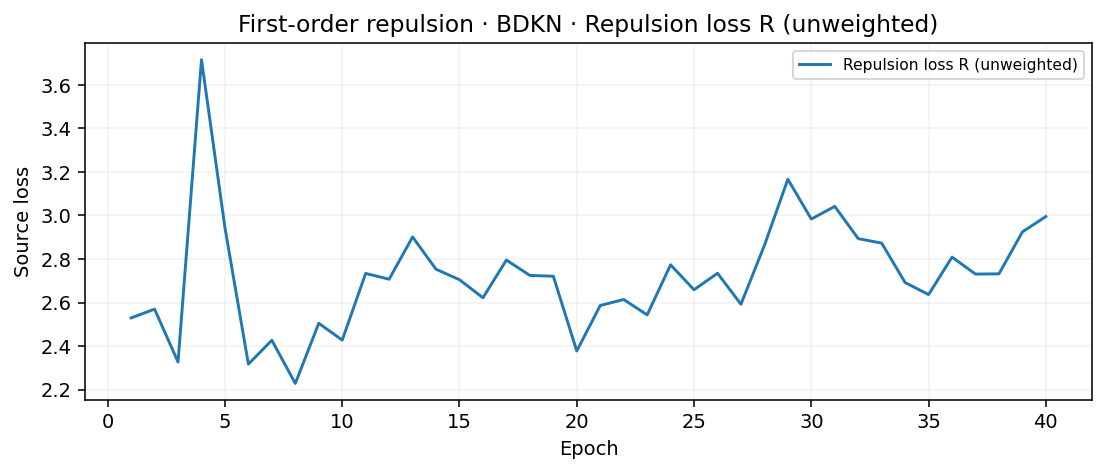 First-order repulsion · BDKN · Repulsion loss R (unweighted)
Repulsion loss R (unweighted)
Source loss
3.6
3.4
3.2
3.0
2.8
2.6
2.4
2.2
0 5 10 15 20 25 30 35 40
Epoch